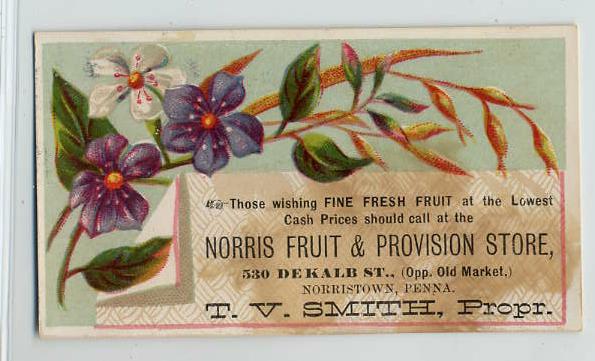 Those wishing FINE FRESH FRUIT at the Lowest
Cash Prices should call at the
NORRIS FRUIT & PROVISION STORE,
530 DEKALB ST., (Opp. Old Market,)
NORRISTOWN, PENNA.
T. V. SMITH, Propr.